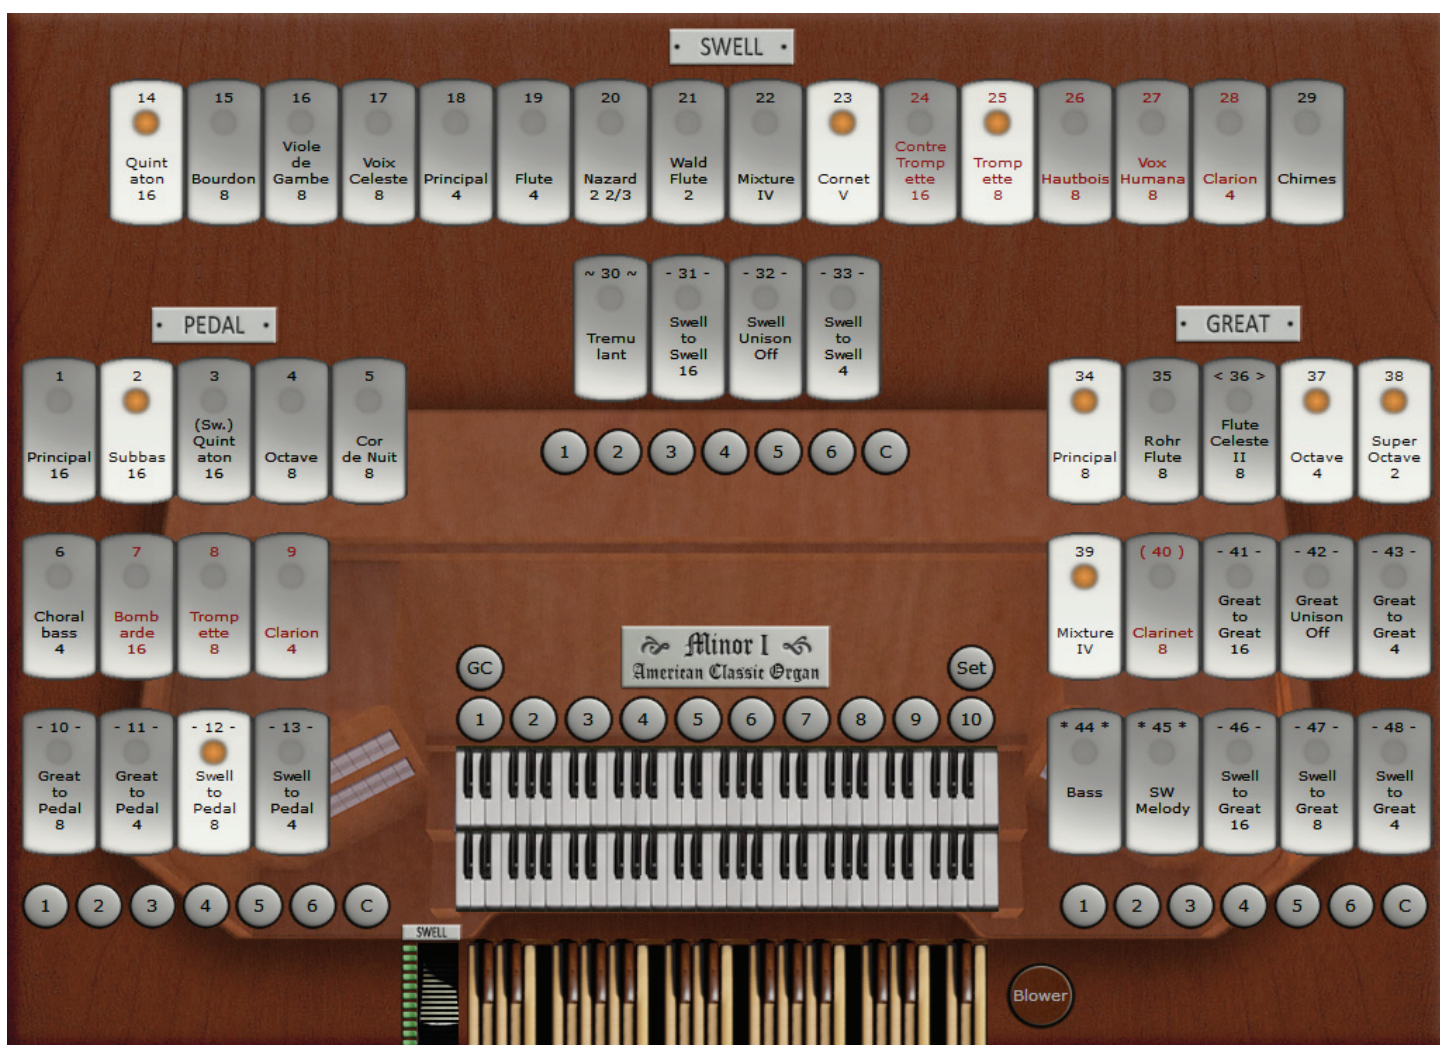 SWELL
14
Quint
aton
16
15
Bourdon
8
16
Viole
de
Gambe
8
17
Voix
Celeste
8
18
Principal
4
19
Flute
4
20
Nazard
2 2/3
21
Wald
Flute
2
22
Mixture
IV
23
Cornet
V
24
Contre
Tromp
ette
16
25
Tromp
ette
8
26
Hautbois
8
27
Vox
Humana
8
28
Clarion
4
29
Chimes
~ 30 ~
Tremu
lant
- 31 -
Swell
to
Swell
16
- 32 -
Swell
Unison
Off
- 33 -
Swell
to
Swell
4
1 2 3 4 5 6 C
PEDAL
1
Principal
16
2
Subbas
16
3
(Sw.)
Quint
aton
16
4
Octave
8
5
Cor
de Nuit
8
6
Choral
bass
4
7
Bomb
arde
16
8
Tromp
ette
8
9
Clarion
4
- 10 -
Great
to
Pedal
8
- 11 -
Great
to
Pedal
4
- 12 -
Swell
to
Pedal
8
- 13 -
Swell
to
Pedal
4
1 2 3 4 5 6 C
GREAT
34
Principal
8
35
Rohr
Flute
8
< 36 >
Flute
Celeste
II
8
37
Octave
4
38
Super
Octave
2
39
Mixture
IV
( 40 )
Clarinet
8
- 41 -
Great
to
Great
16
- 42 -
Great
Unison
Off
- 43 -
Great
to
Great
4
* 44 *
Bass
* 45 *
SW
Melody
- 46 -
Swell
to
Great
16
- 47 -
Swell
to
Great
8
- 48 -
Swell
to
Great
4
1 2 3 4 5 6 C
Minor I
American Classic Organ
GC
Set
1 2 3 4 5 6 7 8 9 10
SWELL
Blower